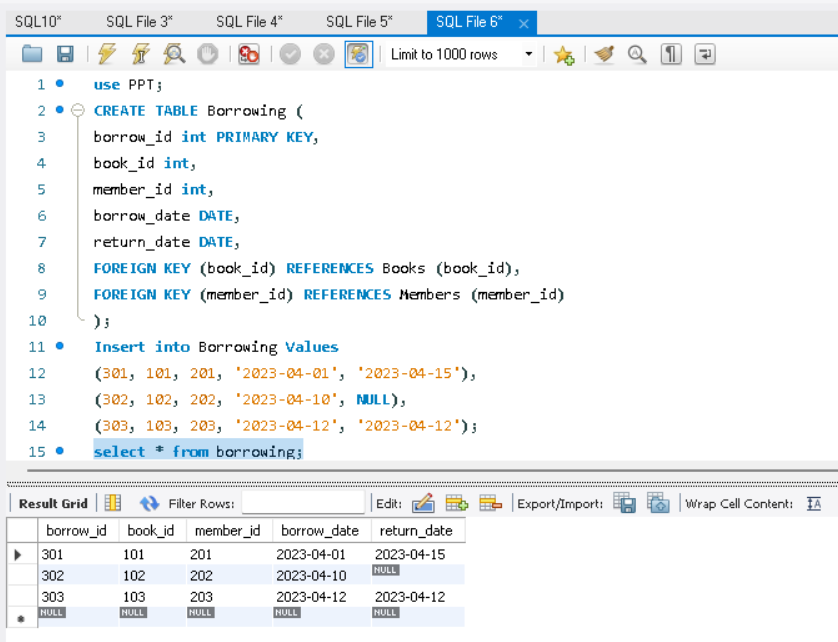 SQL10* SQL File 3* SQL File 4* SQL File 5* SQL File 6* ×
Limit to 1000 rows
1 use PPT;
2 CREATE TABLE Borrowing (
3 borrow_id int PRIMARY KEY,
4 book_id int,
5 member_id int,
6 borrow_date DATE,
7 return_date DATE,
8 FOREIGN KEY (book_id) REFERENCES Books (book_id),
9 FOREIGN KEY (member_id) REFERENCES Members (member_id)
10 );
11 Insert into Borrowing Values
12 (301, 101, 201, '2023-04-01', '2023-04-15'),
13 (302, 102, 202, '2023-04-10', NULL),
14 (303, 103, 203, '2023-04-12', '2023-04-12');
15 select * from borrowing;
Result Grid Filter Rows: Edit: Export/Import: Wrap Cell Content: IA
borrow_id book_id member_id borrow_date return_date
301 101 201 2023-04-01 2023-04-15
302 102 202 2023-04-10 NULL
303 103 203 2023-04-12 2023-04-12
NULL NULL NULL NULL NULL